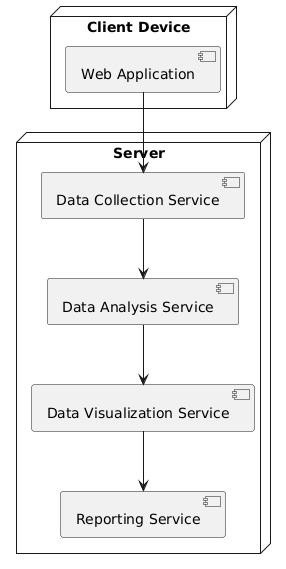 Client Device
Web Application
Server
Data Collection Service
Data Analysis Service
Data Visualization Service
Reporting Service